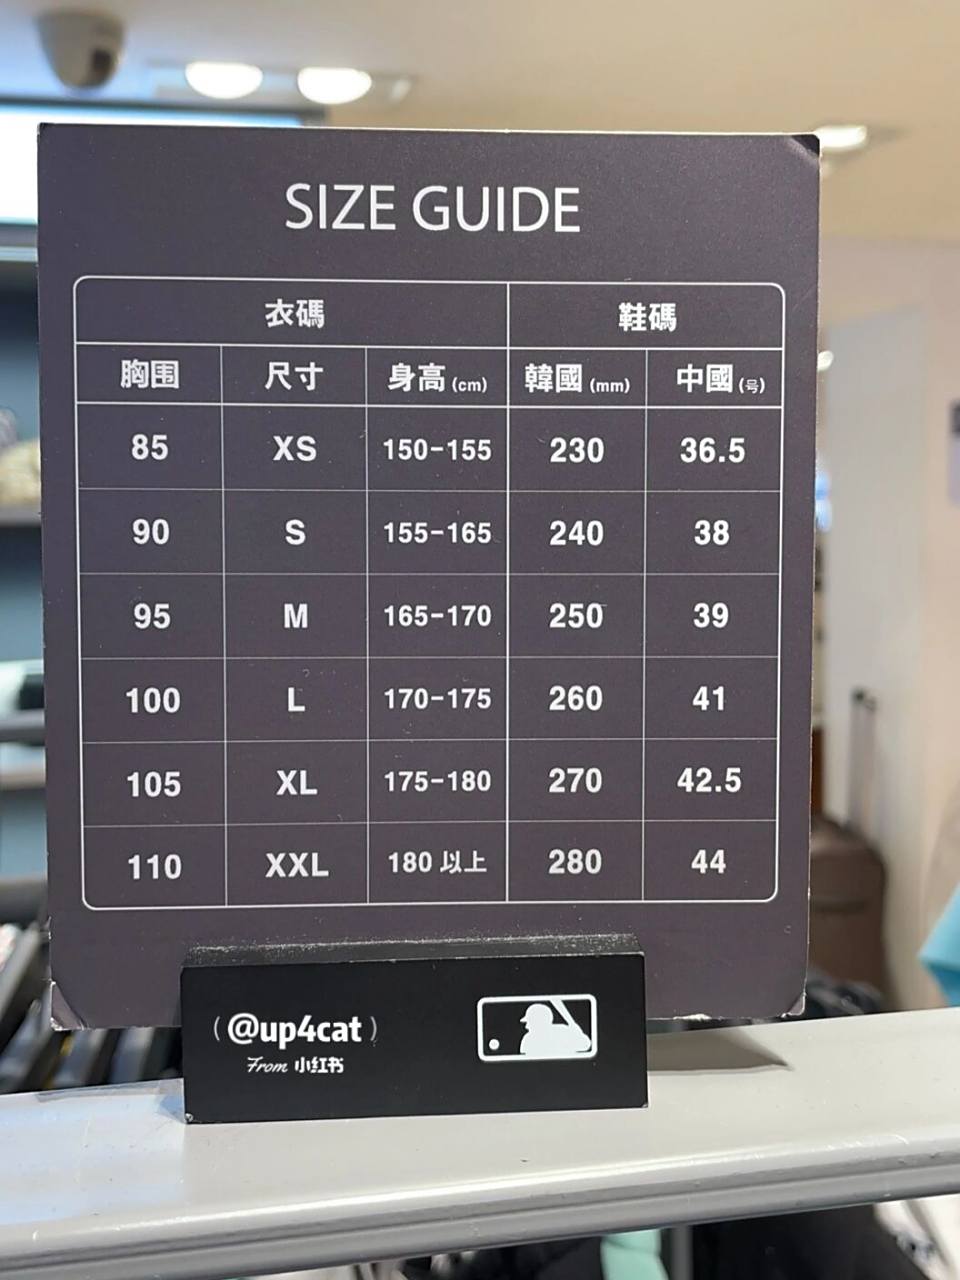 SIZE GUIDE
衣碼 鞋碼
胸围 尺寸 身高(cm) 韓國(mm) 中國(号)
85 XS 150-155 230 36.5
90 S 155-165 240 38
95 M 165-170 250 39
100 L 170-175 260 41
105 XL 175-180 270 42.5
110 XXL 180以上 280 44
(@up4cat)
From 小红书